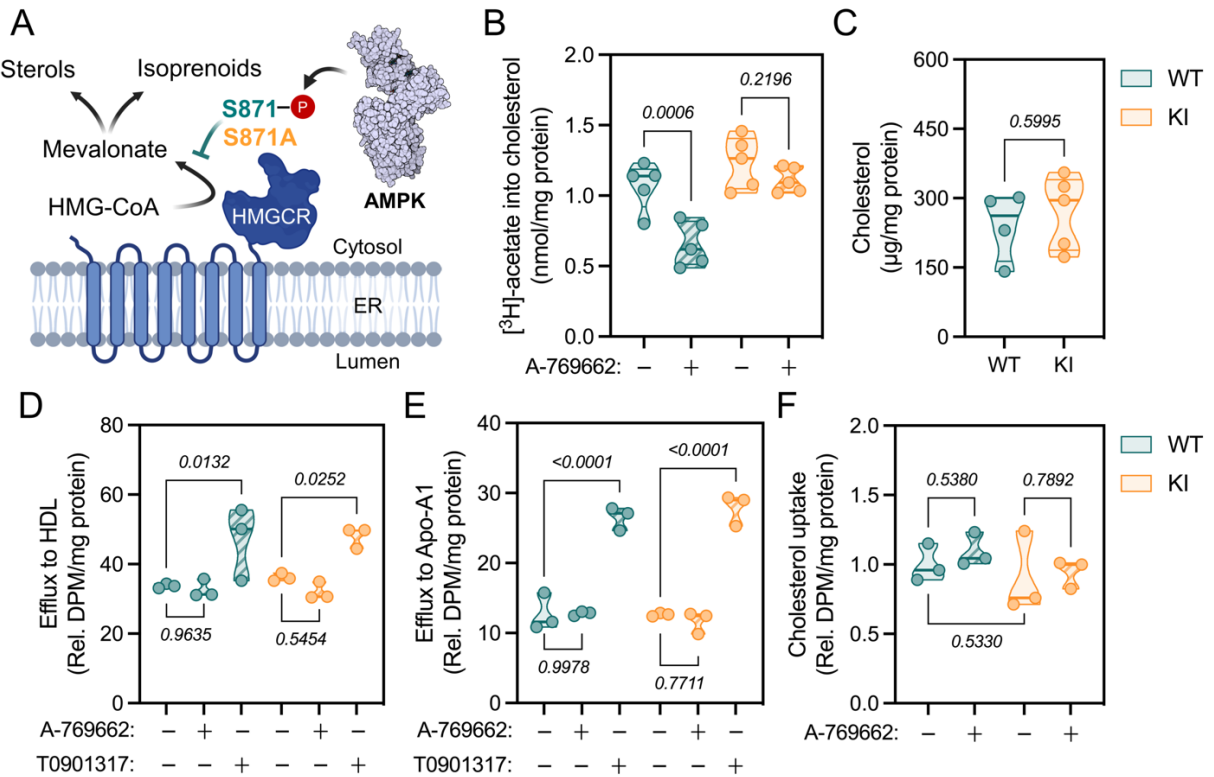 A
Sterols
Isoprenoids
S871
P
S871A
Mevalonate
HMG-CoA
HMGCR
AMPK
Cytosol
ER
Lumen
B
[³H]-acetate into cholesterol
(nmol/mg protein)
2.0
1.5
1.0
0.5
0.0
0.0006
0.2196
A-769662: – + – +
C
Cholesterol
(µg/mg protein)
600
450
300
150
0
0.5995
WT KI
WT
KI
D
Efflux to HDL
(Rel. DPM/mg protein)
80
60
40
20
0
0.0132
0.0252
0.9635
0.5454
A-769662: – + – – + –
T0901317: – – + – – +
E
Efflux to Apo-A1
(Rel. DPM/mg protein)
40
30
20
10
0
<0.0001
<0.0001
0.9978
0.7711
A-769662: – + – – + –
T0901317: – – + – – +
F
Cholesterol uptake
(Rel. DPM/mg protein)
2.0
1.5
1.0
0.5
0.0
0.5380
0.7892
0.5330
A-769662: – + – +
WT
KI